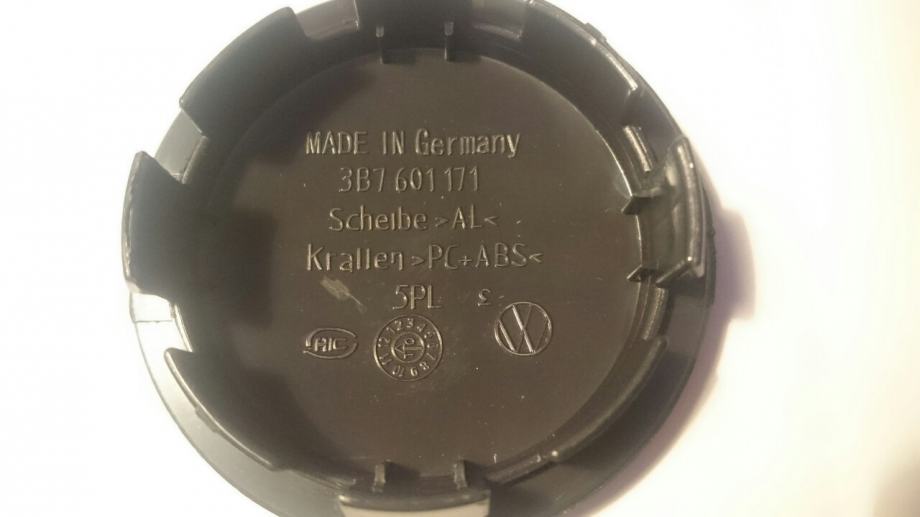 MADE IN Germany
3B7 601 171
Scheibe >AL<
Krallen >PC+ABS<
5PL